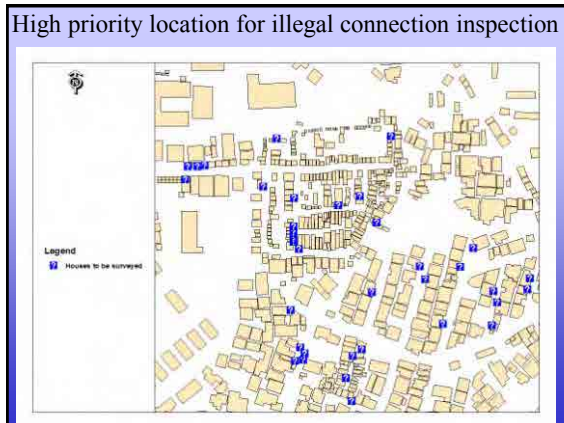 High priority location for illegal connection inspection
Legend
Houses to be surveyed